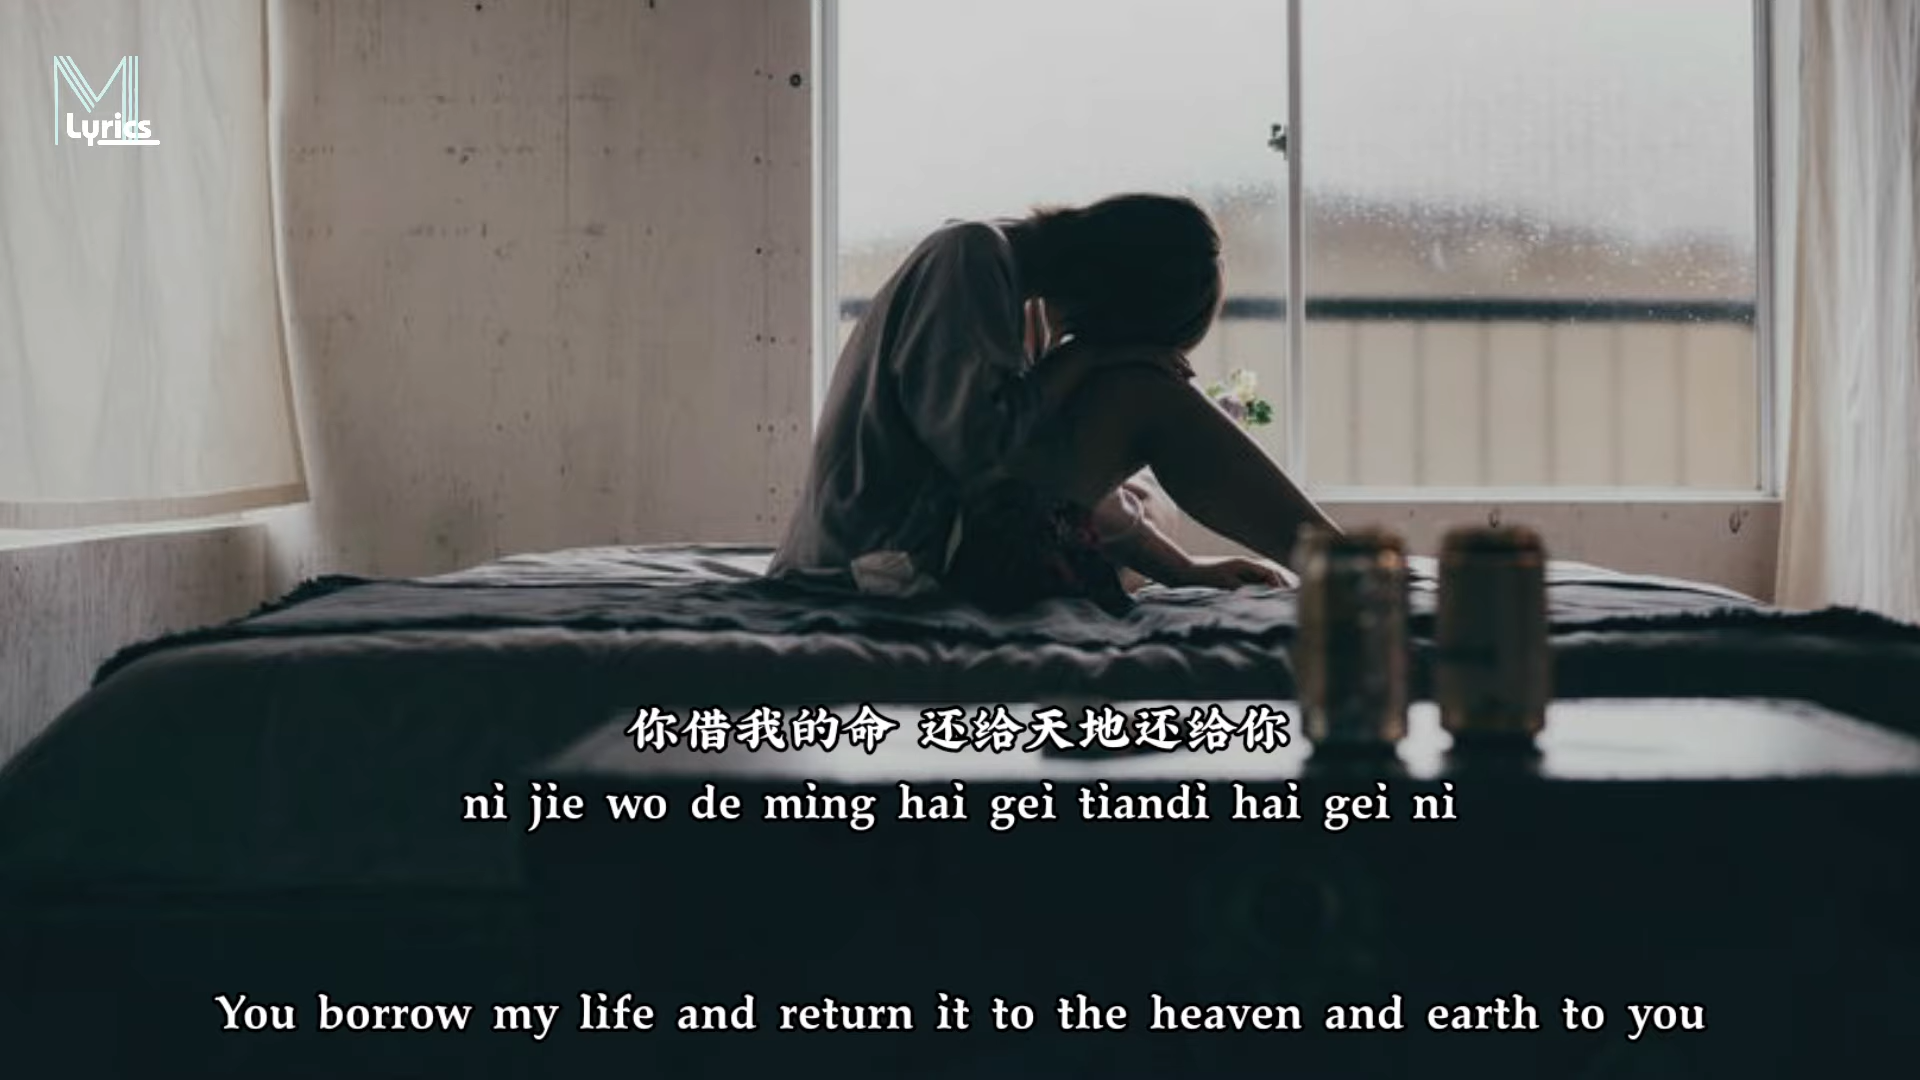 M
Lyrics
你借我的命 还给天地还给你
ni jie wo de ming hai gei tiandi hai gei ni
You borrow my life and return it to the heaven and earth to you